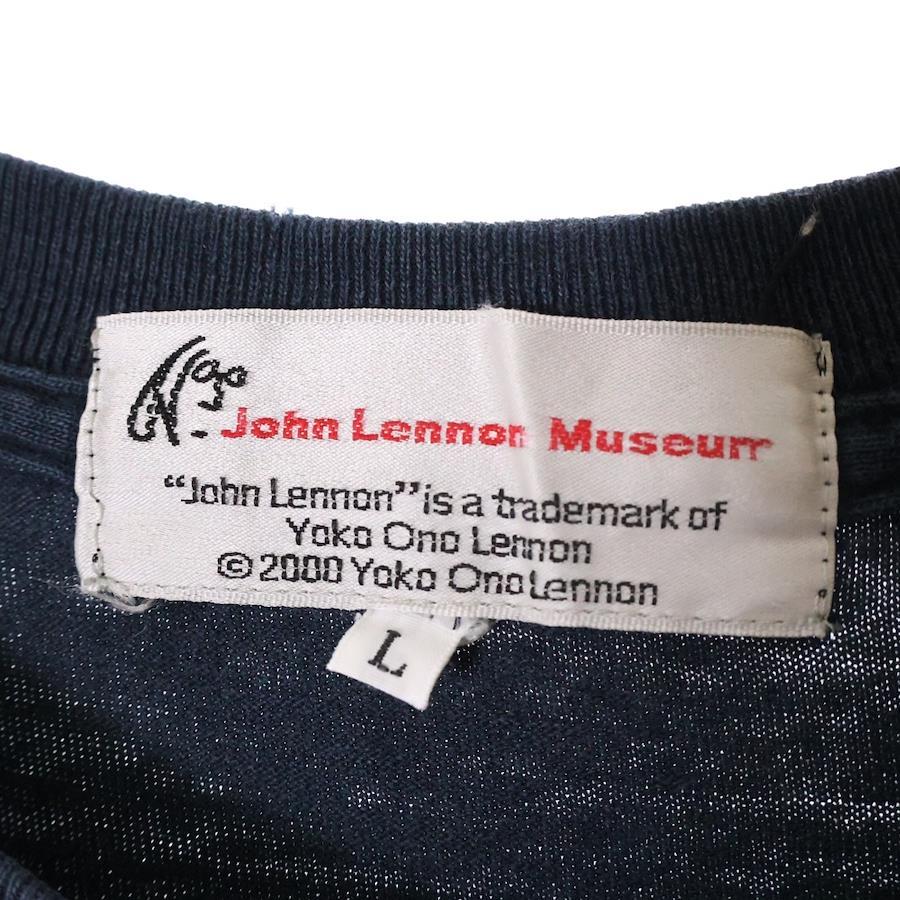 John Lennon Museum
“John Lennon” is a trademark of
Yoko Ono Lennon
© 2000 Yoko Ono Lennon
L